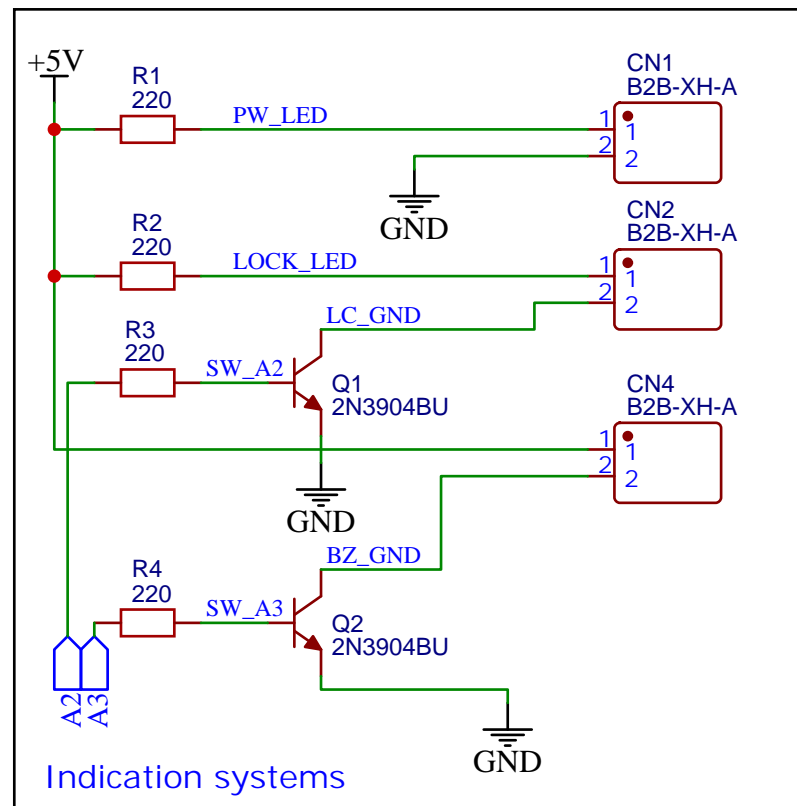 +5V
R1
220
PW_LED
CN1
B2B-XH-A
1
1
2
2
GND
R2
220
LOCK_LED
CN2
B2B-XH-A
1
1
2
2
LC_GND
R3
220
SW_A2
Q1
2N3904BU
GND
CN4
B2B-XH-A
1
1
2
2
BZ_GND
R4
220
SW_A3
Q2
2N3904BU
GND
A2
A3
Indication systems